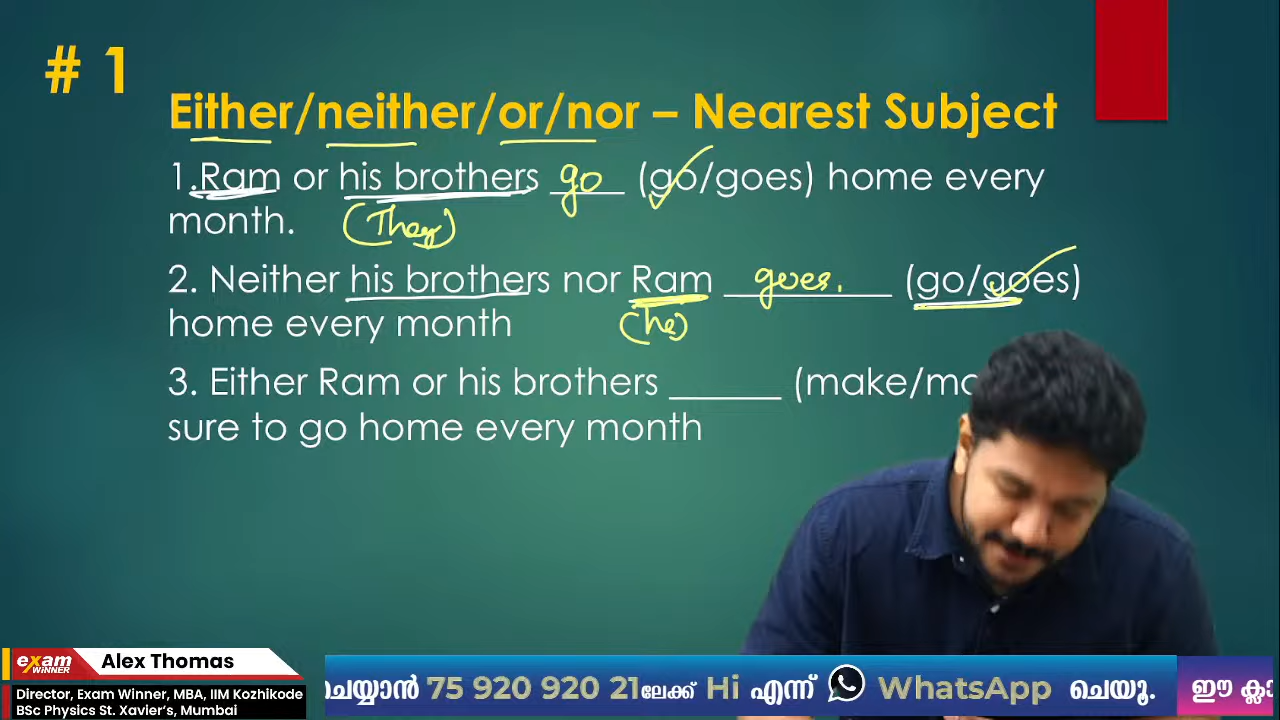 # 1
Either/neither/or/nor – Nearest Subject
1.Ram or his brothers go (go/goes) home every
month. (They)
2. Neither his brothers nor Ram goes. (go/goes)
home every month (he)
3. Either Ram or his brothers ______ (make/
sure to go home every month
exam WINNER Alex Thomas
Director, Exam Winner, MBA, IIM Kozhikode
BSc Physics St. Xavier's, Mumbai
ചെയ്യാൻ 75 920 920 21 ലേക്ക് Hi എന്ന് WhatsApp ചെയൂ. ഈ